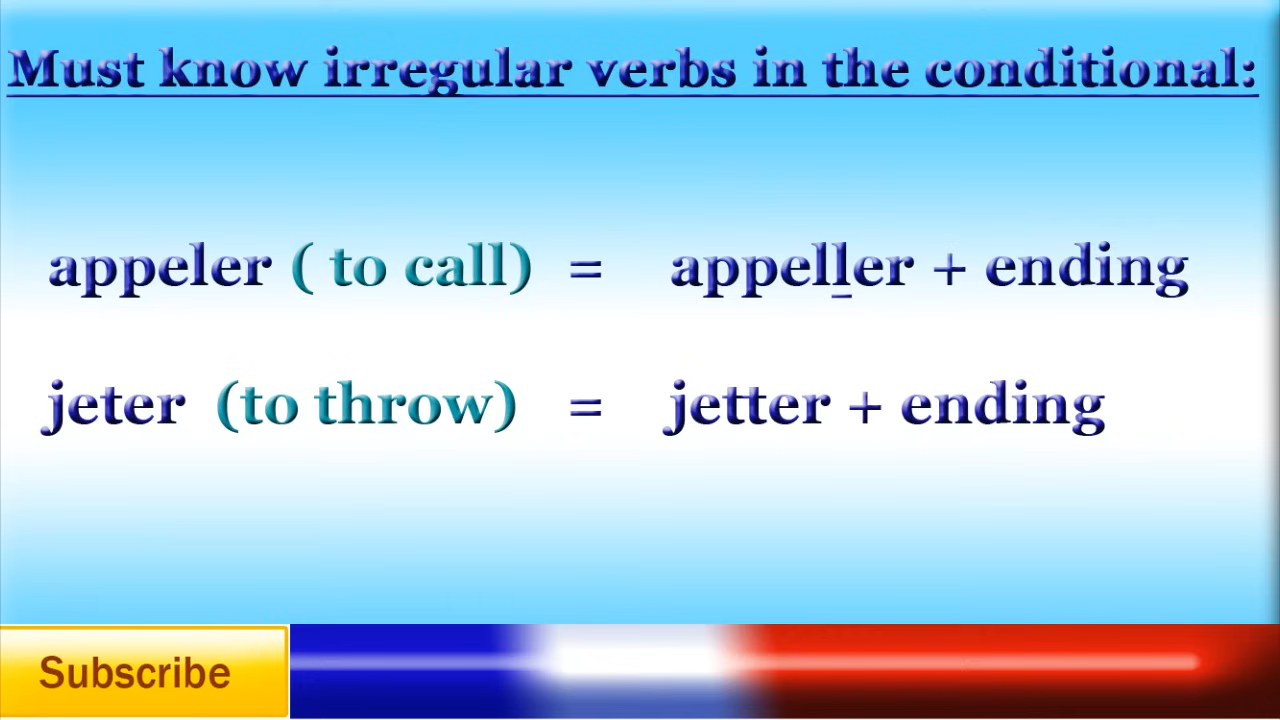 Must know irregular verbs in the conditional:
appeler ( to call) = appeller + ending
jeter (to throw) = jetter + ending
Subscribe